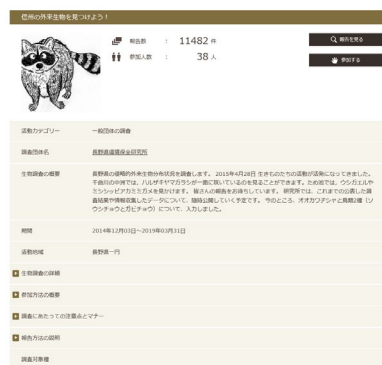 信州の外来生物を見つけよう！
報告数 ： 11482 件
参加人数 ： 38 人
報告を見る
参加する
活動カテゴリー 一般団体の調査
調査団体名 長野県環境保全研究所
生物調査の概要 長野県の侵略的外来生物分布状況を調査します。 2015年4月28日 生きものたちの活動が活発になってきました。
千曲川の中洲では、ハルザキヤマガラシが一面に咲いているのを見ることができます。ため池では、ウシガエルや
ミシシッピアカミミガメを見かけます。 皆さんの報告をお待ちしています。 研究所では、これまでの公表した調
査結果や情報収集したデータについて、随時公開していく予定です。 今のところ、オオカワヂシャと鳥類2種（ソ
ウシチョウとガビチョウ）について、入力しました。
期間 2014年12月03日～2019年03月31日
活動地域 長野県一円
生物調査の詳細
参加方法の概要
調査にあたっての注意点とマナー
報告方法の説明
調査対象種